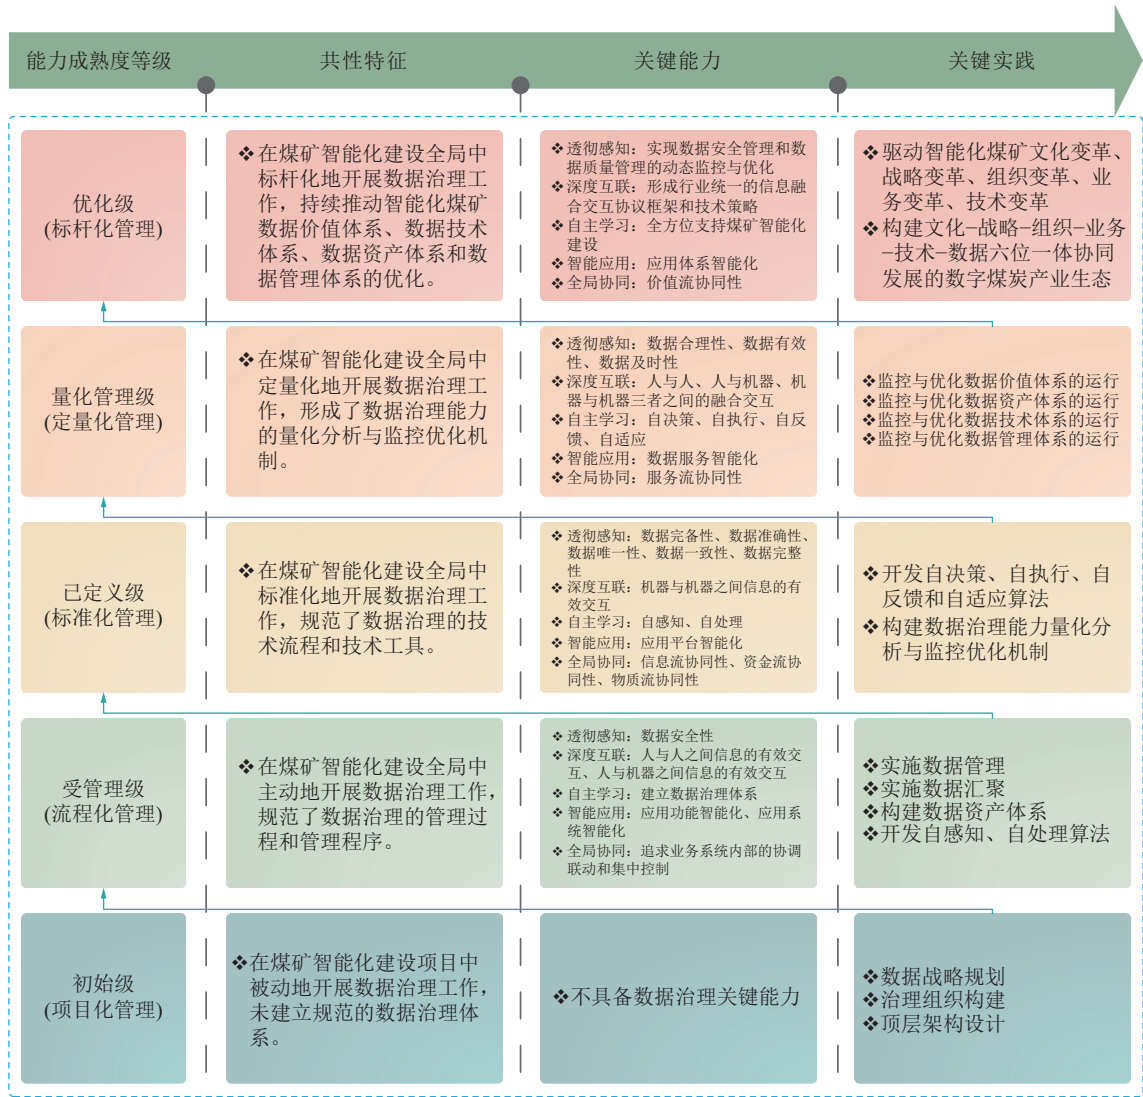 能力成熟度等级
共性特征
关键能力
关键实践
优化级
(标杆化管理)
❖在煤矿智能化建设全局中
标杆化地开展数据治理工
作，持续推动智能化煤矿
数据价值体系、数据技术
体系、数据资产体系和数
据管理体系的优化。
❖透彻感知：实现数据安全管理和数
据质量管理的动态监控与优化
❖深度互联：形成行业统一的信息融
合交互协议框架和技术策略
❖自主学习：全方位支持煤矿智能化
建设
❖智能应用：应用体系智能化
❖全局协同：价值流协同性
❖驱动智能化煤矿文化变革、
战略变革、组织变革、业
务变革、技术变革
❖构建文化–战略–组织–业务
–技术–数据六位一体协同
发展的数字煤炭产业生态
量化管理级
(定量化管理)
❖在煤矿智能化建设全局中
定量化地开展数据治理工
作，形成了数据治理能力
的量化分析与监控优化机
制。
❖透彻感知：数据合理性、数据有效
性、数据及时性
❖深度互联：人与人、人与机器、机
器与机器三者之间的融合交互
❖自主学习：自决策、自执行、自反
馈、自适应
❖智能应用：数据服务智能化
❖全局协同：服务流协同性
❖监控与优化数据价值体系的运行
❖监控与优化数据资产体系的运行
❖监控与优化数据技术体系的运行
❖监控与优化数据管理体系的运行
已定义级
(标准化管理)
❖在煤矿智能化建设全局中
标准化地开展数据治理工
作，规范了数据治理的技
术流程和技术工具。
❖透彻感知：数据完备性、数据准确性、
数据唯一性、数据一致性、数据完整
性
❖深度互联：机器与机器之间信息的有
效交互
❖自主学习：自感知、自处理
❖智能应用：应用平台智能化
❖全局协同：信息流协同性、资金流协
同性、物质流协同性
❖开发自决策、自执行、自
反馈和自适应算法
❖构建数据治理能力量化分
析与监控优化机制
受管理级
(流程化管理)
❖在煤矿智能化建设全局中
主动地开展数据治理工作，
规范了数据治理的管理过
程和管理程序。
❖透彻感知：数据安全性
❖深度互联：人与人之间信息的有效交
互、人与机器之间信息的有效交互
❖自主学习：建立数据治理体系
❖智能应用：应用功能智能化、应用系
统智能化
❖全局协同：追求业务系统内部的协调
联动和集中控制
❖实施数据管理
❖实施数据汇聚
❖构建数据资产体系
❖开发自感知、自处理算法
初始级
(项目化管理)
❖在煤矿智能化建设项目中
被动地开展数据治理工作，
未建立规范的数据治理体
系。
❖不具备数据治理关键能力
❖数据战略规划
❖治理组织构建
❖顶层架构设计